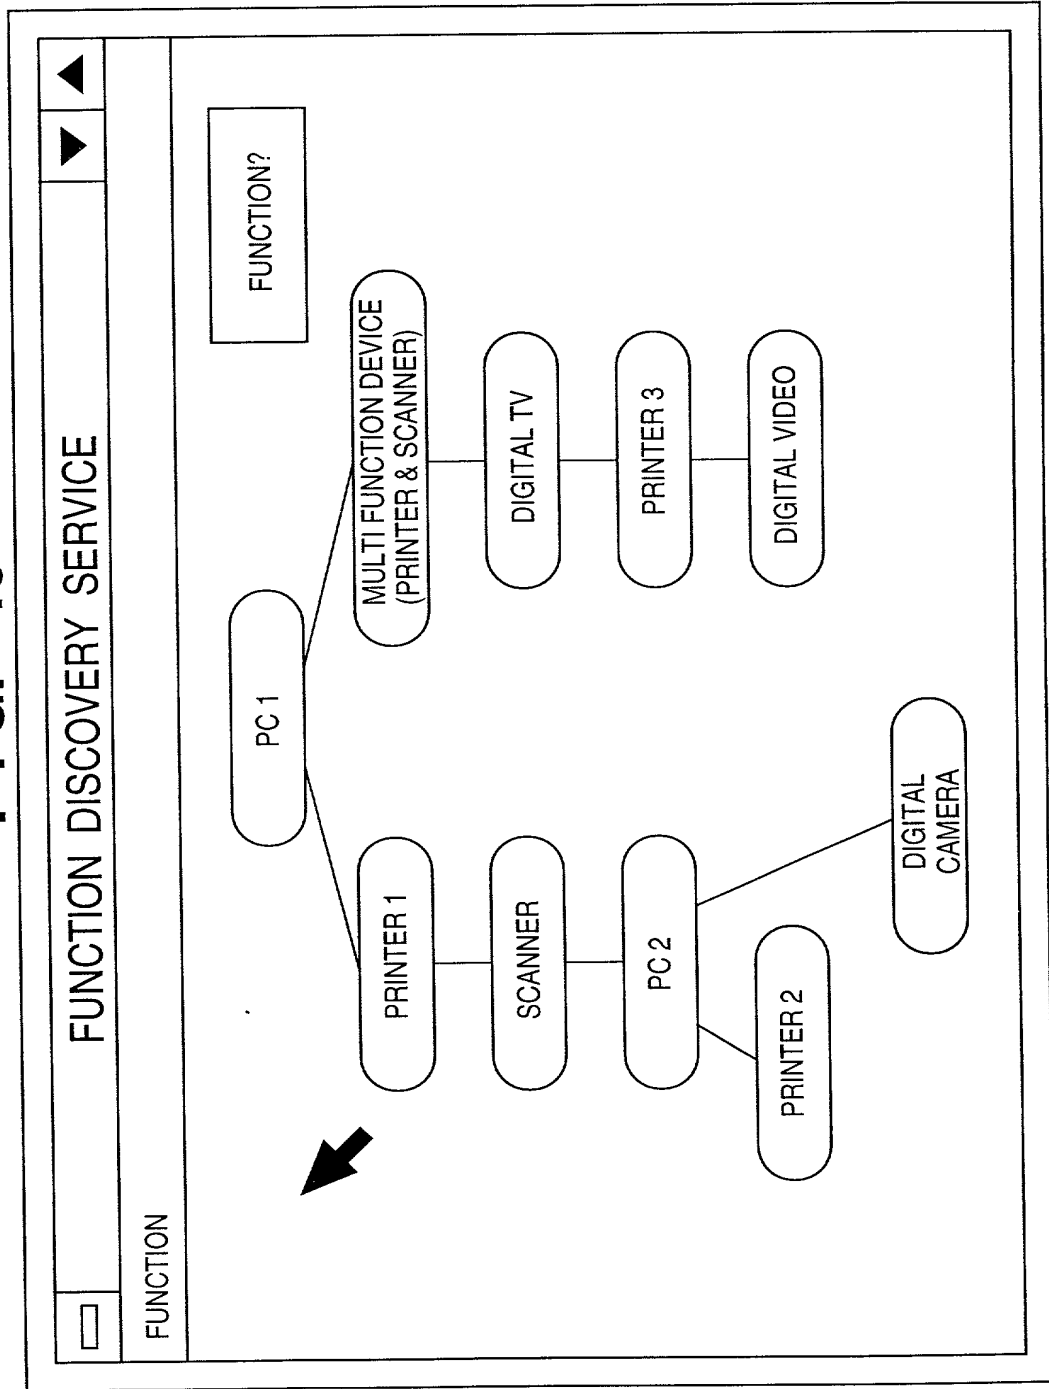 FUNCTION DISCOVERY SERVICE
FUNCTION
FUNCTION?
PC 1
PRINTER 1
MULTI FUNCTION DEVICE
(PRINTER & SCANNER)
SCANNER
DIGITAL TV
PC 2
PRINTER 3
PRINTER 2
DIGITAL VIDEO
DIGITAL
CAMERA